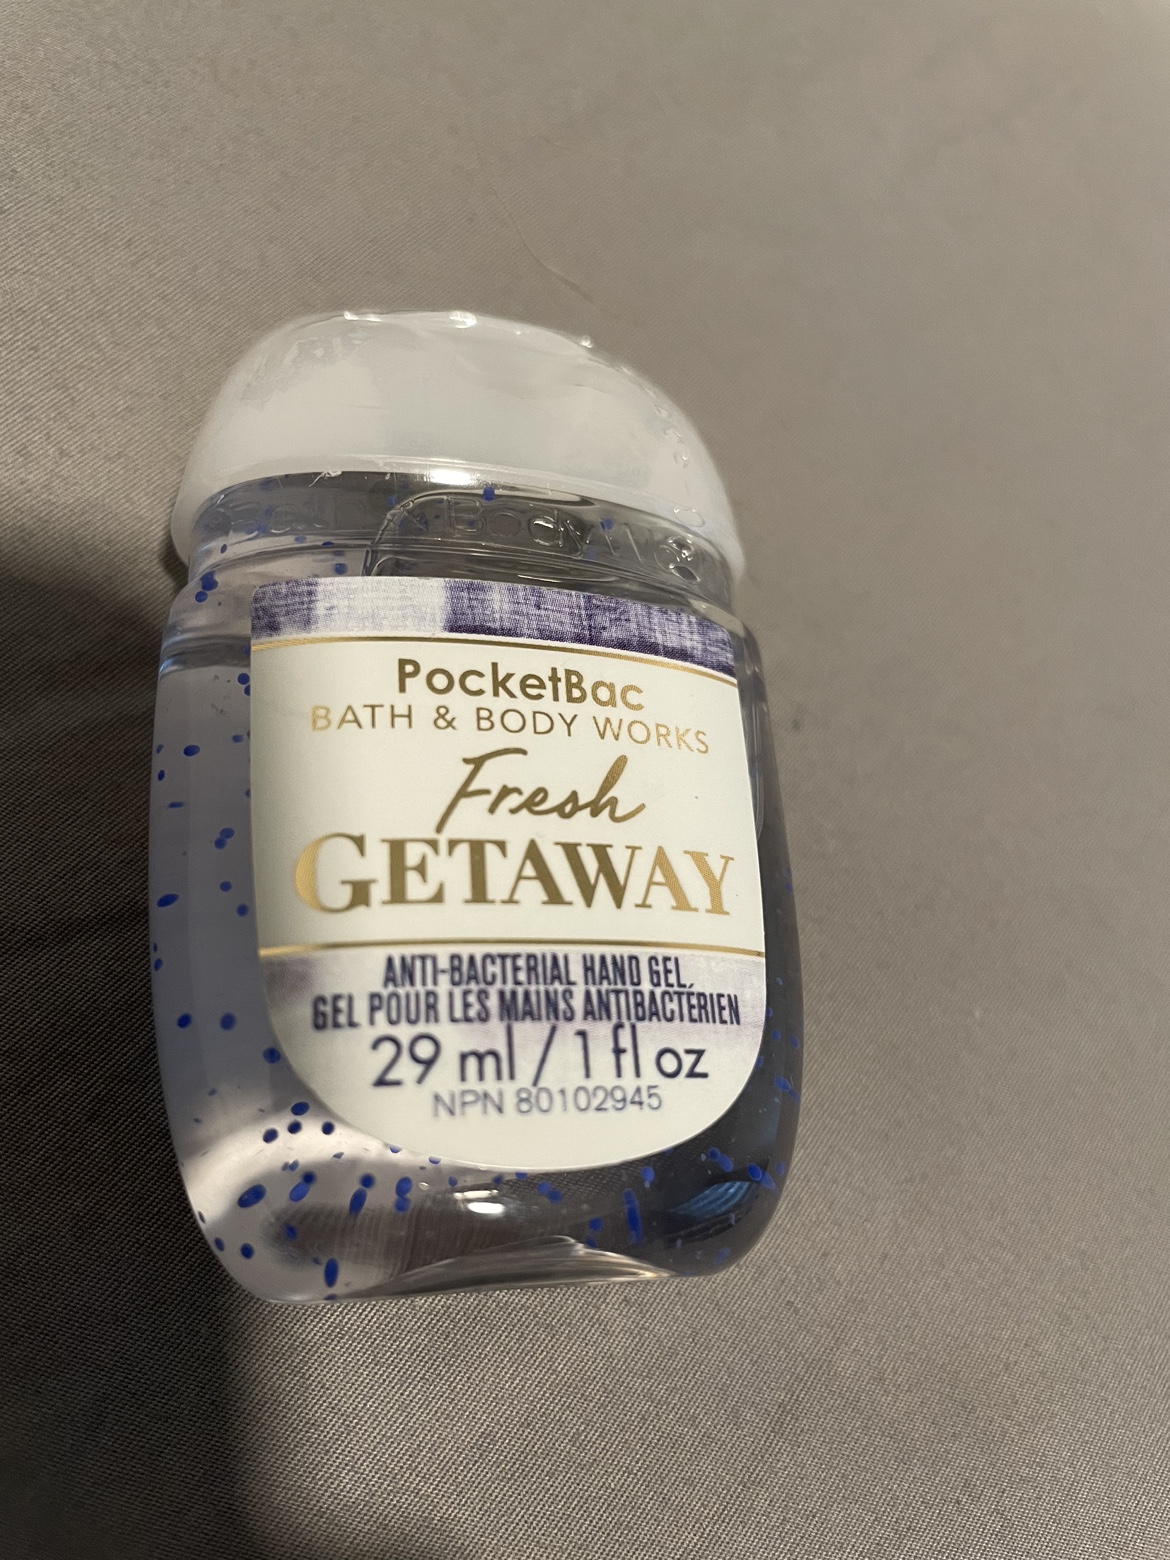 PocketBac
BATH & BODY WORKS
Fresh
GETAWAY
ANTI-BACTERIAL HAND GEL,
GEL POUR LES MAINS ANTIBACTÉRIEN
29 ml / 1 fl oz
NPN 80102945